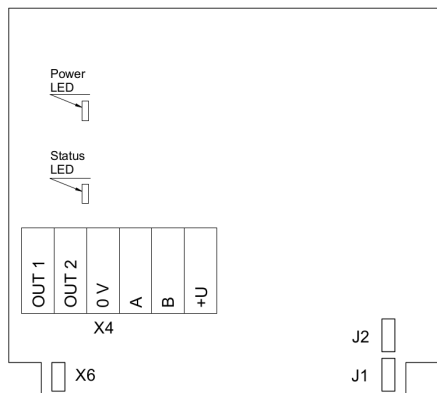 Power
LED
Status
LED
OUT 1
OUT 2
0 V
A
B
+U
X4
J2
X6
J1